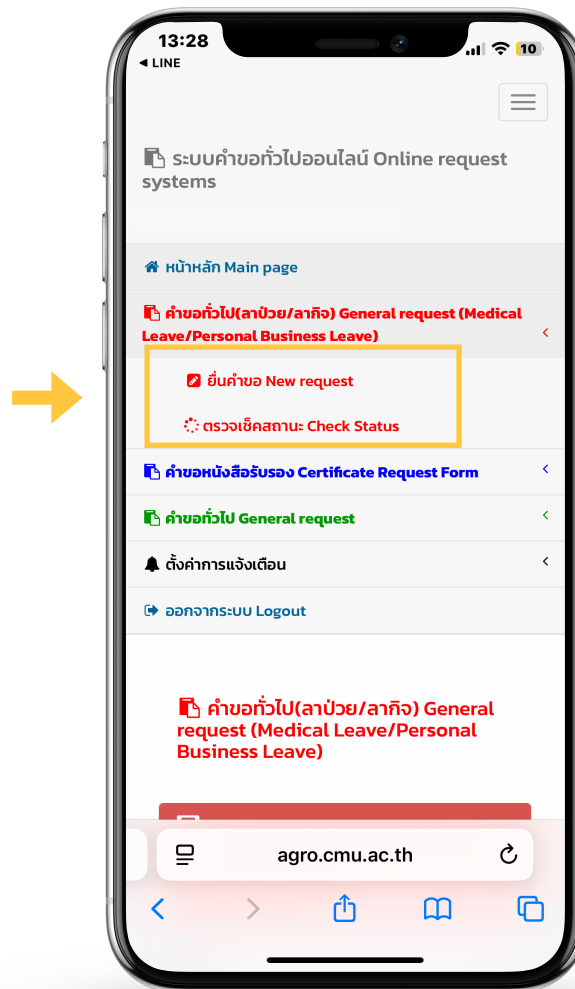 13:28
10
LINE
ระบบคำขอทั่วไปออนไลน์ Online request
systems
หน้าหลัก Main page
คำขอทั่วไป(ลาป่วย/ลากิจ) General request (Medical
Leave/Personal Business Leave)
ยื่นคำขอ New request
ตรวจเช็คสถานะ Check Status
คำขอหนังสือรับรอง Certificate Request Form
คำขอทั่วไป General request
ตั้งค่าการแจ้งเตือน
ออกจากระบบ Logout
คำขอทั่วไป(ลาป่วย/ลากิจ) General
request (Medical Leave/Personal
Business Leave)
agro.cmu.ac.th